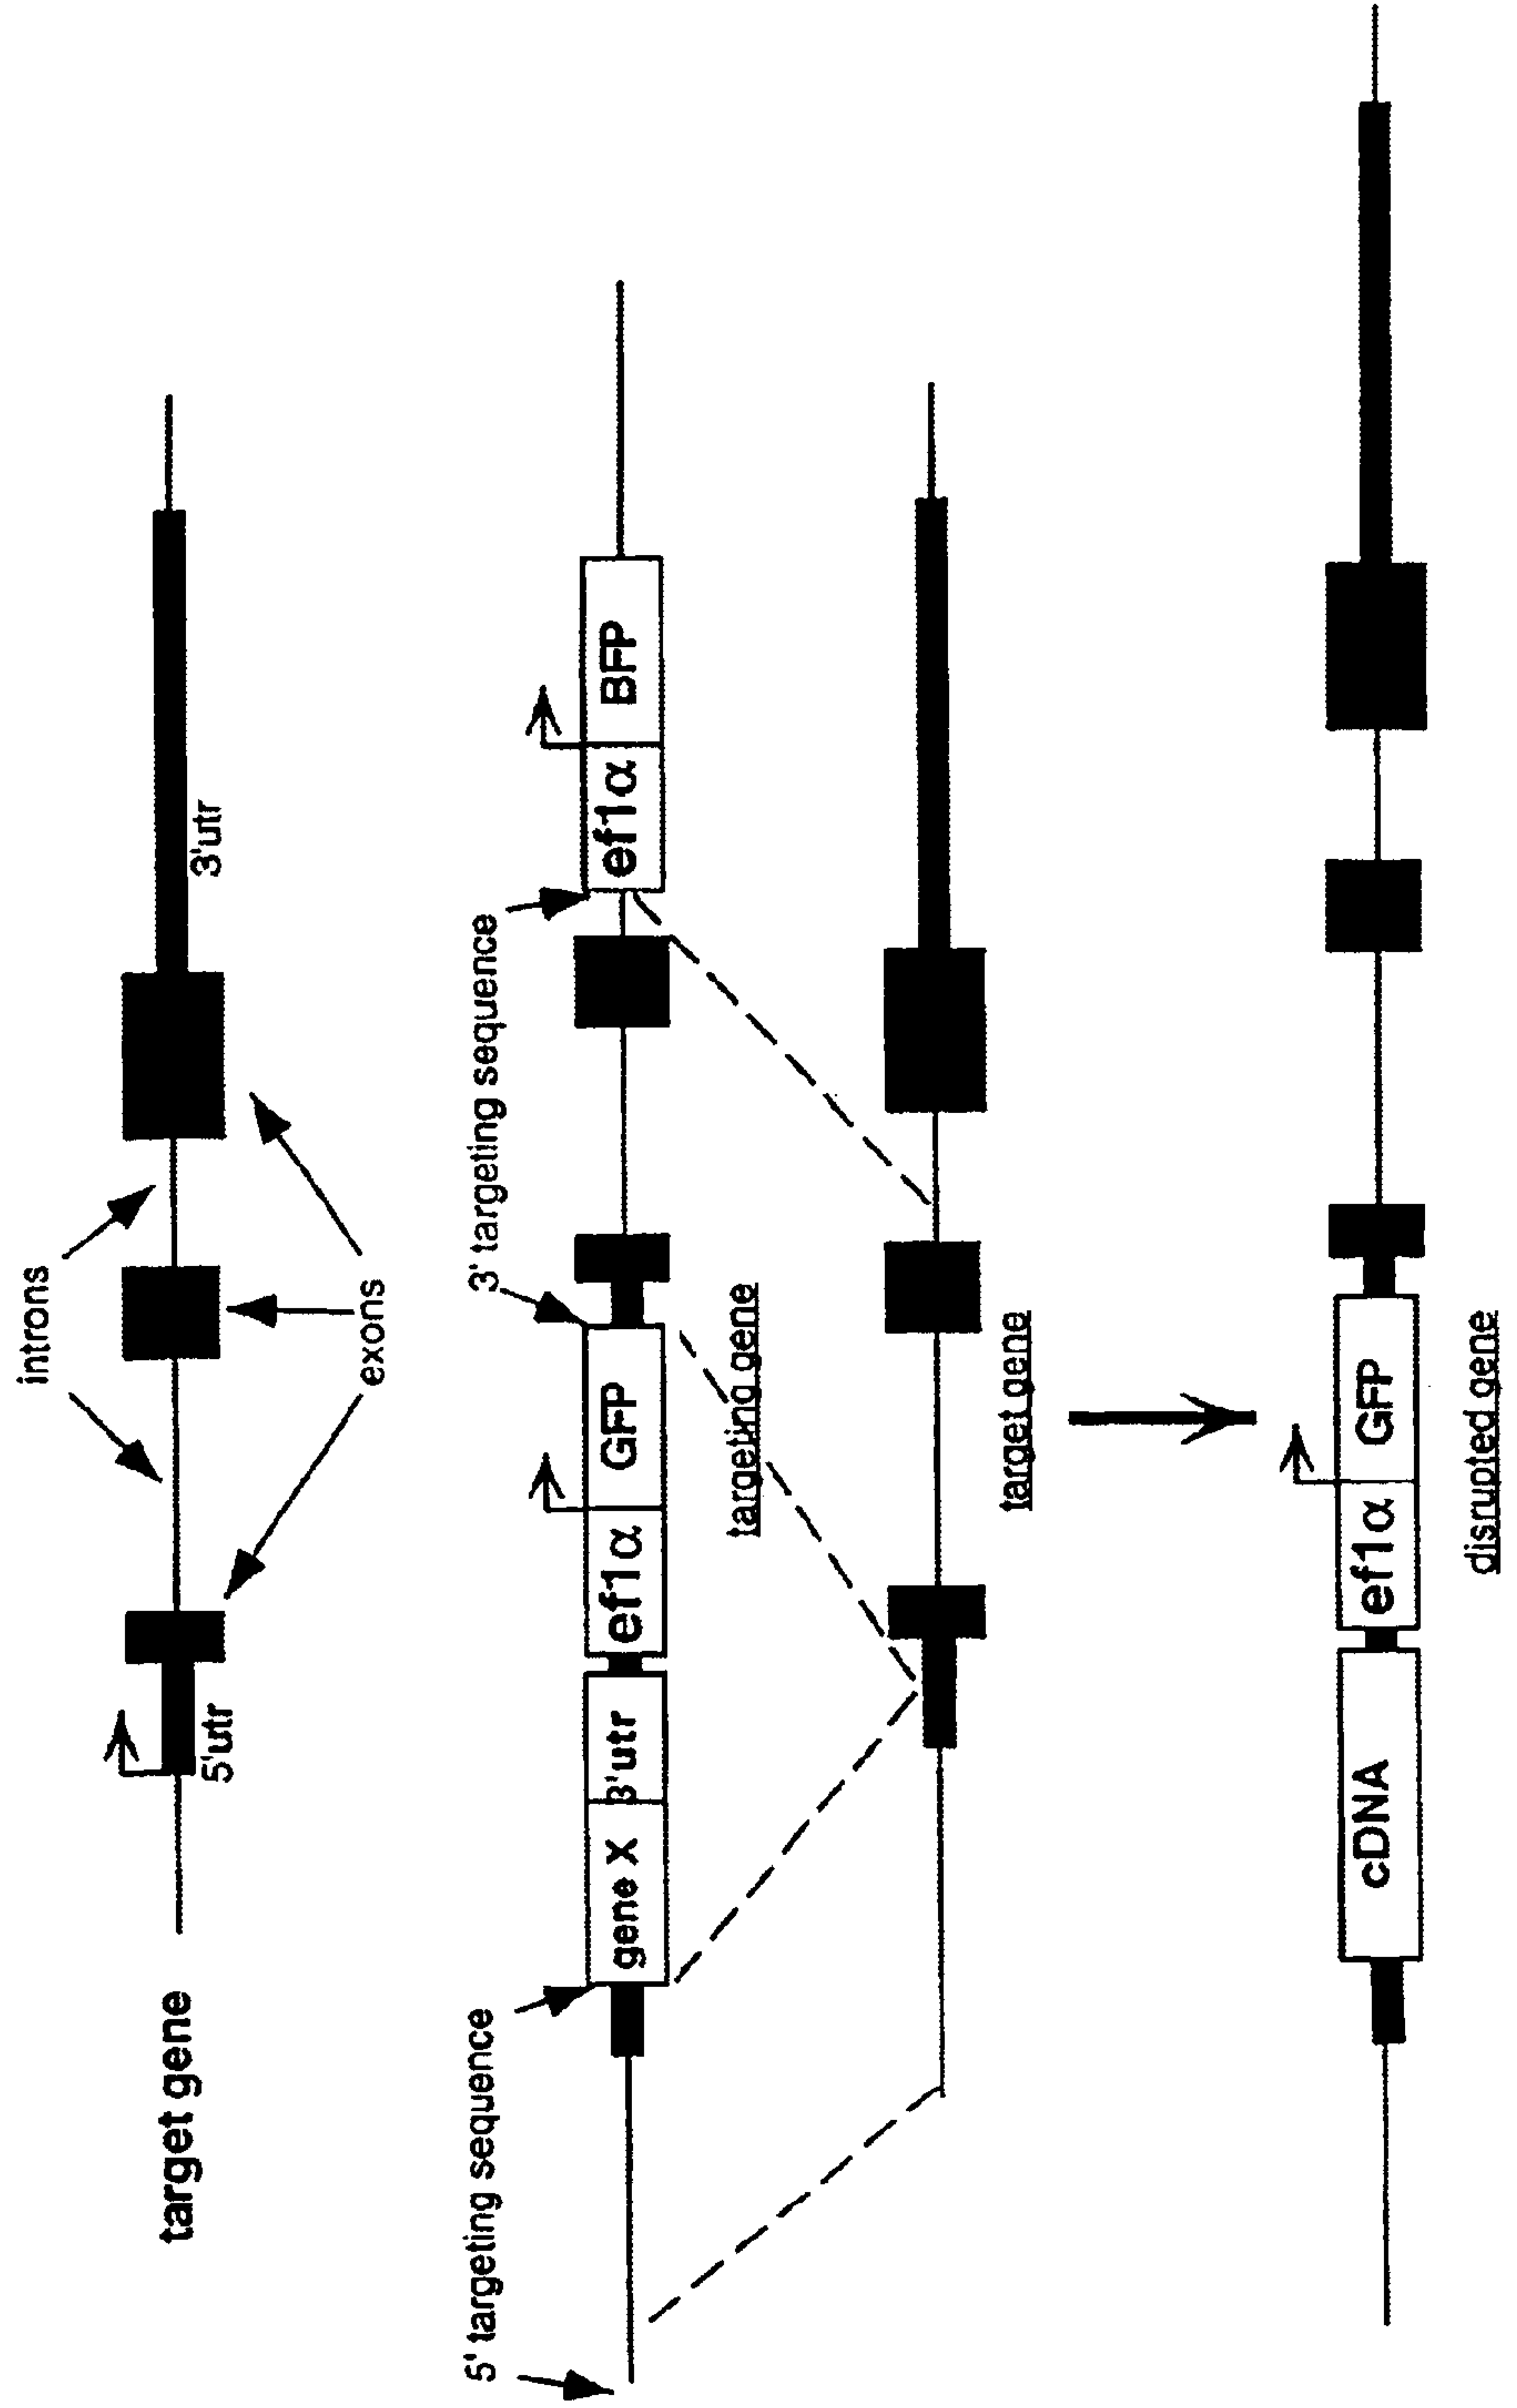 target gene
introns
exons
5'utr
3'utr
5' targeting sequence
3' targeting sequence
gene X
3'utr
ef1α
GFP
ef1α
BFP
targeting gene
target gene
cDNA
ef1α
GFP
disrupted gene